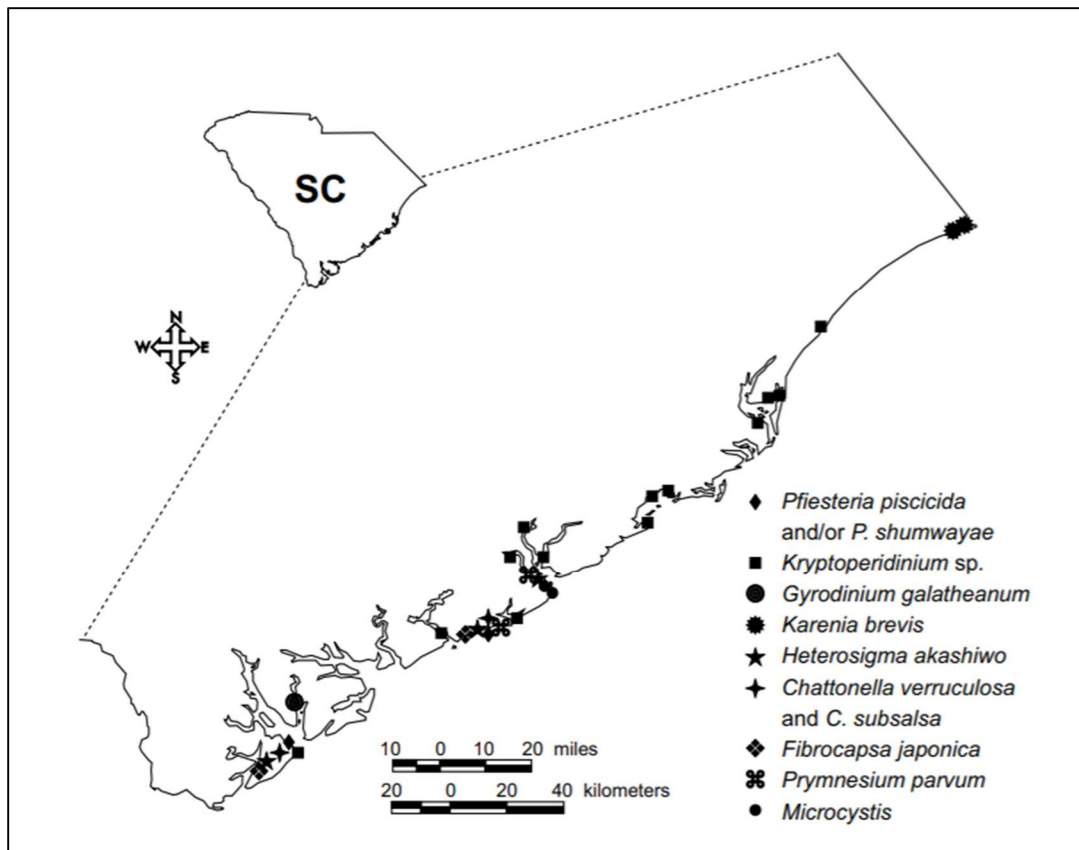 SC
N
W E
S
Pfiesteria piscicida
and/or P. shumwayae
Kryptoperidinium sp.
Gyrodinium galatheanum
Karenia brevis
Heterosigma akashiwo
Chattonella verruculosa
and C. subsalsa
Fibrocapsa japonica
Prymnesium parvum
Microcystis
10 0 10 20 miles
20 0 20 40 kilometers